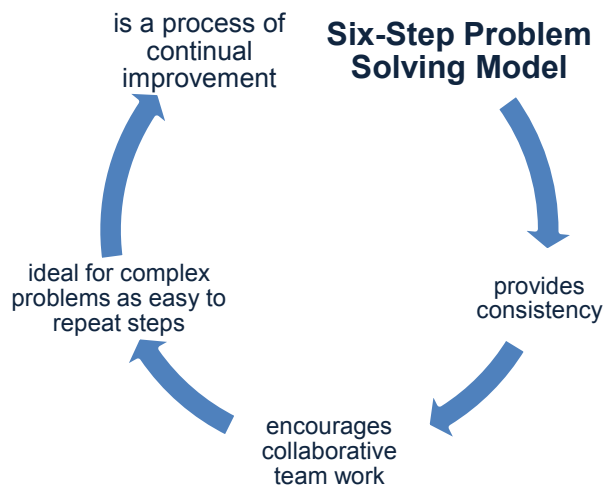 Six-Step Problem
Solving Model
provides
consistency
encourages
collaborative
team work
ideal for complex
problems as easy to
repeat steps
is a process of
continual
improvement